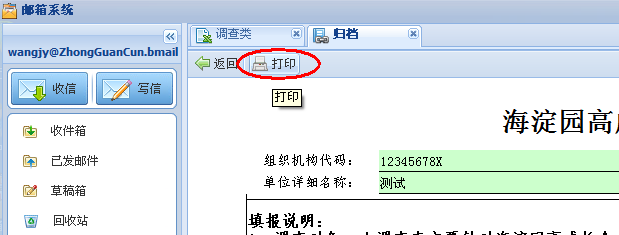 邮箱系统
调查类 归档
wangjy@ZhongGuanCun.bmail
返回 打印
收信 写信
打印
海淀园高
组织机构代码： 12345678X
单位详细名称： 测试
收件箱
已发邮件
草稿箱
回收站
填报说明：